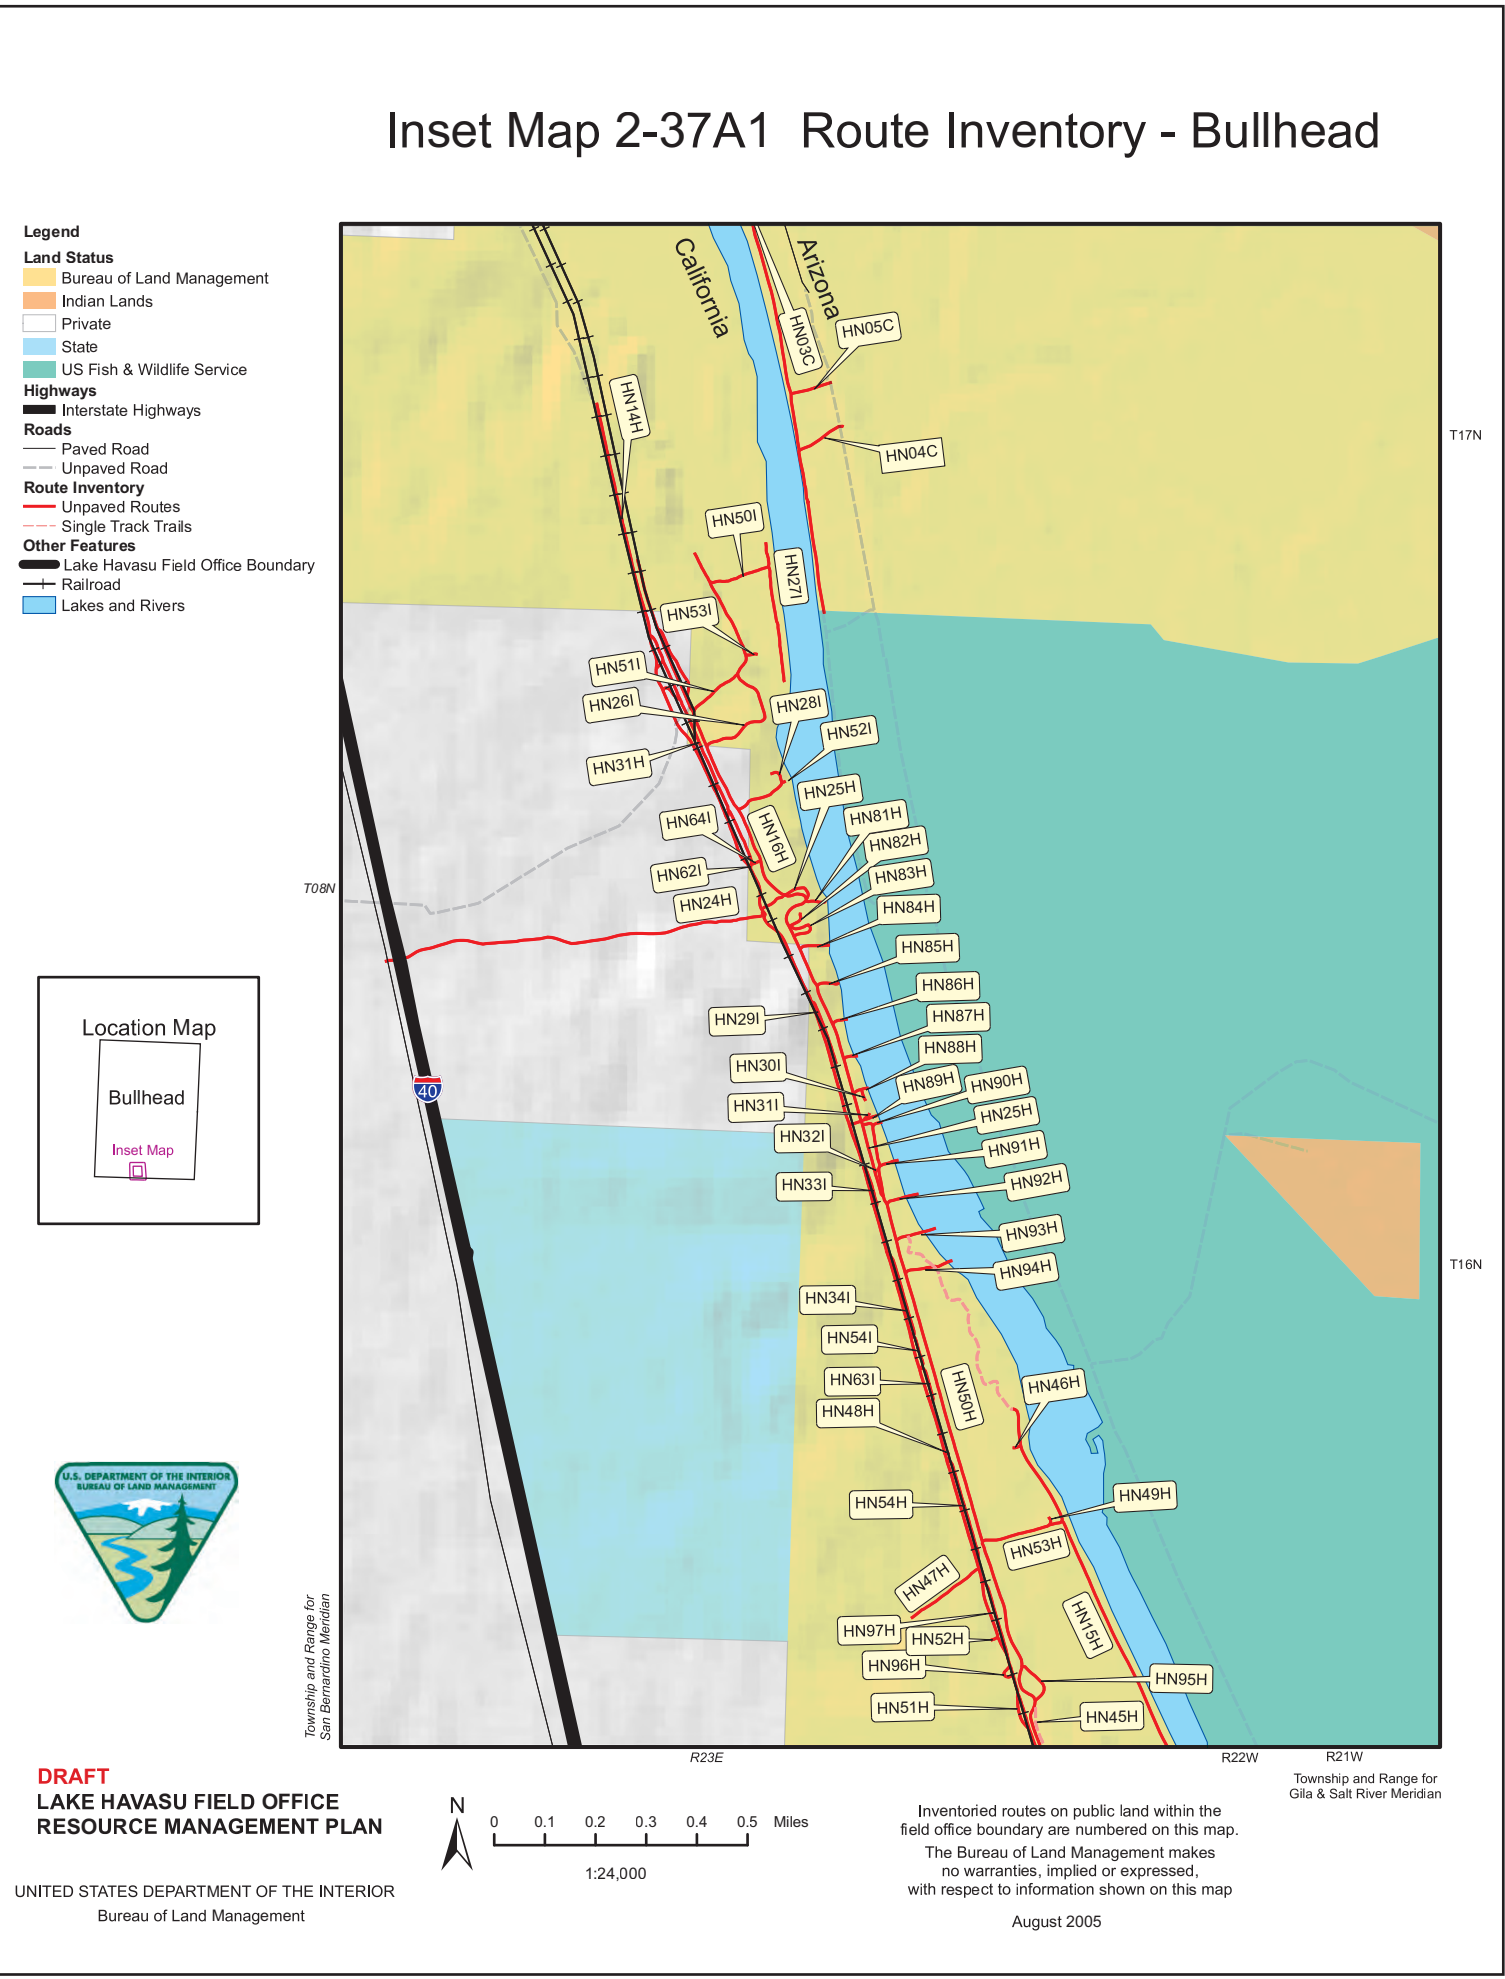 Inset Map 2-37A1 Route Inventory - Bullhead
Legend
Land Status
Bureau of Land Management
Indian Lands
Private
State
US Fish & Wildlife Service
Highways
Interstate Highways
Roads
Paved Road
Unpaved Road
Route Inventory
Unpaved Routes
Single Track Trails
Other Features
Lake Havasu Field Office Boundary
Railroad
Lakes and Rivers
California
Arizona
HN03C
HN05C
HN14H
HN04C
T17N
HN50I
HN27I
HN53I
HN51I
HN26I
HN28I
HN52I
HN31H
HN25H
HN64I
HN16H
HN81H
HN82H
HN62I
HN83H
T08N
HN24H
HN84H
HN85H
HN86H
HN29I
HN87H
HN88H
HN30I
HN89H
HN90H
40
HN31I
HN25H
HN32I
HN91H
HN33I
HN92H
HN93H
T16N
HN94H
HN34I
HN54I
HN63I
HN50H
HN46H
HN48H
HN54H
HN49H
HN53H
HN47H
HN15H
HN97H
HN52H
HN96H
HN95H
HN51H
HN45H
Location Map
Bullhead
Inset Map
U.S. DEPARTMENT OF THE INTERIOR
BUREAU OF LAND MANAGEMENT
Township and Range for
San Bernardino Meridian
R23E
R22W
R21W
Township and Range for
Gila & Salt River Meridian
DRAFT
LAKE HAVASU FIELD OFFICE
RESOURCE MANAGEMENT PLAN
UNITED STATES DEPARTMENT OF THE INTERIOR
Bureau of Land Management
N
0 0.1 0.2 0.3 0.4 0.5 Miles
1:24,000
Inventoried routes on public land within the
field office boundary are numbered on this map.
The Bureau of Land Management makes
no warranties, implied or expressed,
with respect to information shown on this map
August 2005